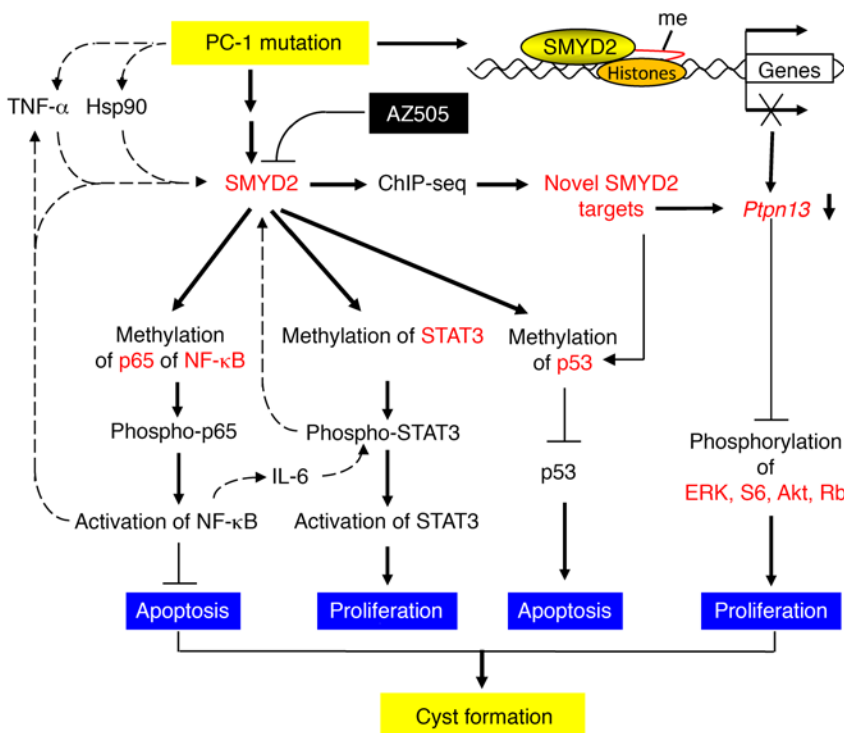 PC-1 mutation
SMYD2
me
Histones
Genes
TNF-α
Hsp90
AZ505
SMYD2
ChIP-seq
Novel SMYD2
targets
Ptpn13
Methylation
of p65 of NF-κB
Methylation of STAT3
Methylation
of p53
Phospho-p65
Phospho-STAT3
Phosphorylation
of
ERK, S6, Akt, Rb
IL-6
p53
Activation of NF-κB
Activation of STAT3
Apoptosis
Proliferation
Apoptosis
Proliferation
Cyst formation